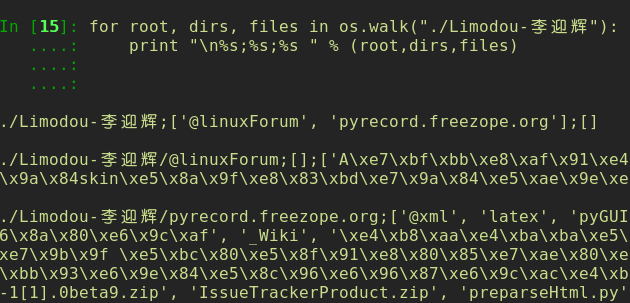 In [15]: for root, dirs, files in os.walk("./Limodou-李迎辉"):
....: print "\n%s;%s;%s " % (root,dirs,files)
....:
....:
./Limodou-李迎辉;['@linuxForum', 'pyrecord.freezope.org'];[]
./Limodou-李迎辉/@linuxForum;[];['A\xe7\xbf\xbb\xe8\xaf\x91\xe4
\x9a\x84skin\xe5\x8a\x9f\xe8\x83\xbd\xe7\x9a\x84\xe5\xae\x9e\xe
./Limodou-李迎辉/pyrecord.freezope.org;['@xml', 'latex', 'pyGUI
6\x8a\x80\xe6\x9c\xaf', '_Wiki', '\xe4\xb8\xaa\xe4\xba\xba\xe5\
\xe7\x9b\x9f \xe5\xbc\x80\xe5\x8f\x91\xe8\x80\x85\xe7\xae\x80\xe
\xbb\x93\xe6\x9e\x84\xe5\x8c\x96\xe6\x96\x87\xe6\x9c\xac\xe4\xb
-1[1].0beta9.zip', 'IssueTrackerProduct.zip', 'preparseHtml.py'